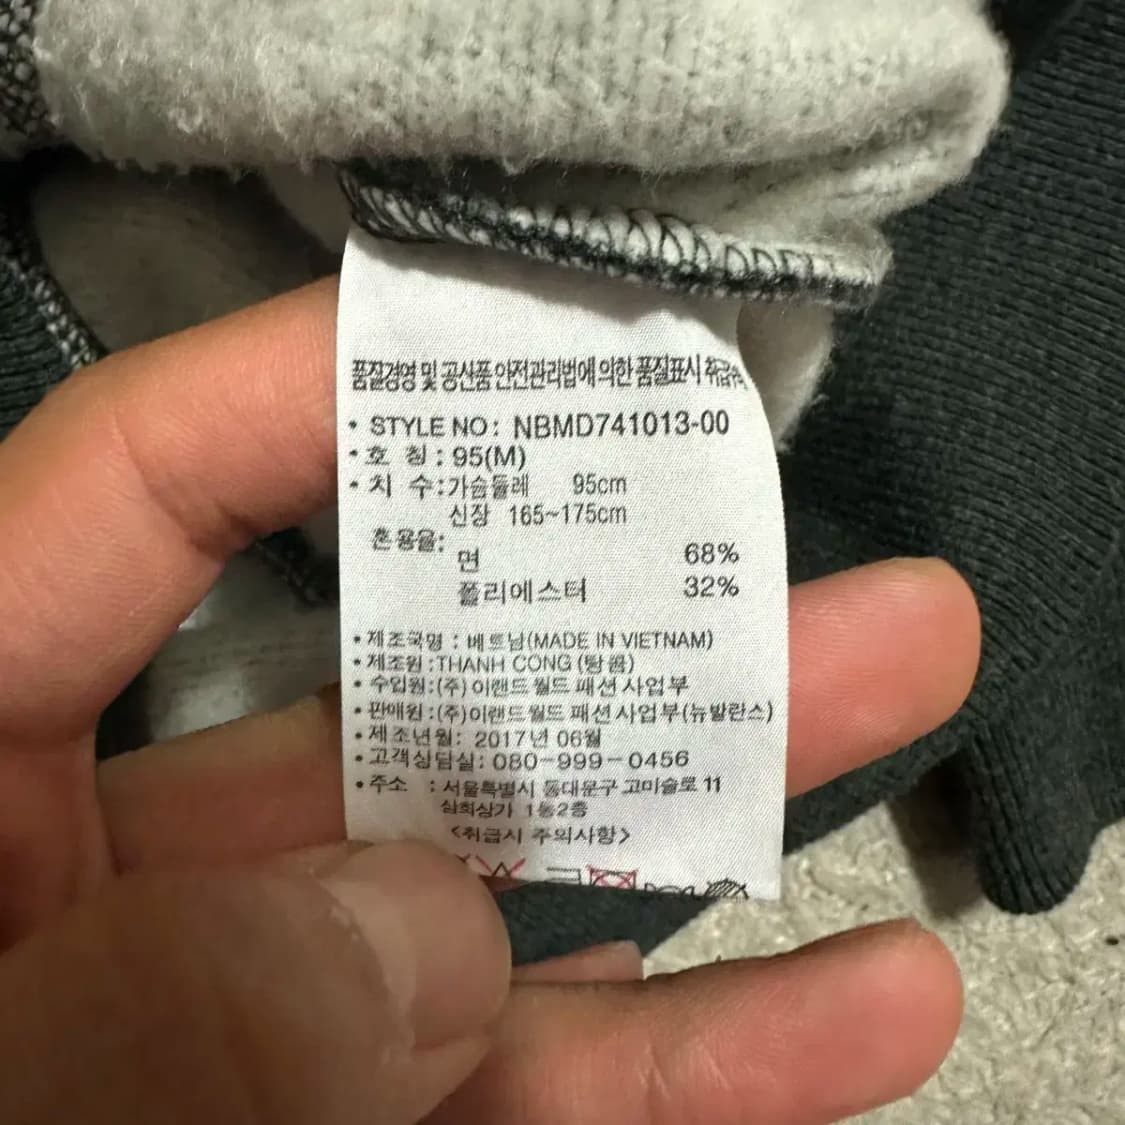 품질경영 및 공산품안전관리법에 의한 품질표시
• STYLE NO: NBMD741013-00
• 호 칭 : 95(M)
• 치 수 : 가슴둘레 95cm
신장 165~175cm
혼용율:
면 68%
폴리에스터 32%
• 제조국명 : 베트남(MADE IN VIETNAM)
• 제조원 : THANH CONG (탕콤)
• 수입원 : (주)이랜드월드 패션사업부
• 판매원 : (주)이랜드월드 패션사업부(뉴발란스)
• 제조년월: 2017년 06월
• 고객상담실: 080-999-0456
• 주소 : 서울특별시 동대문구 고미술로 11
삼희상가 1동2층
<취급시 주의사항>